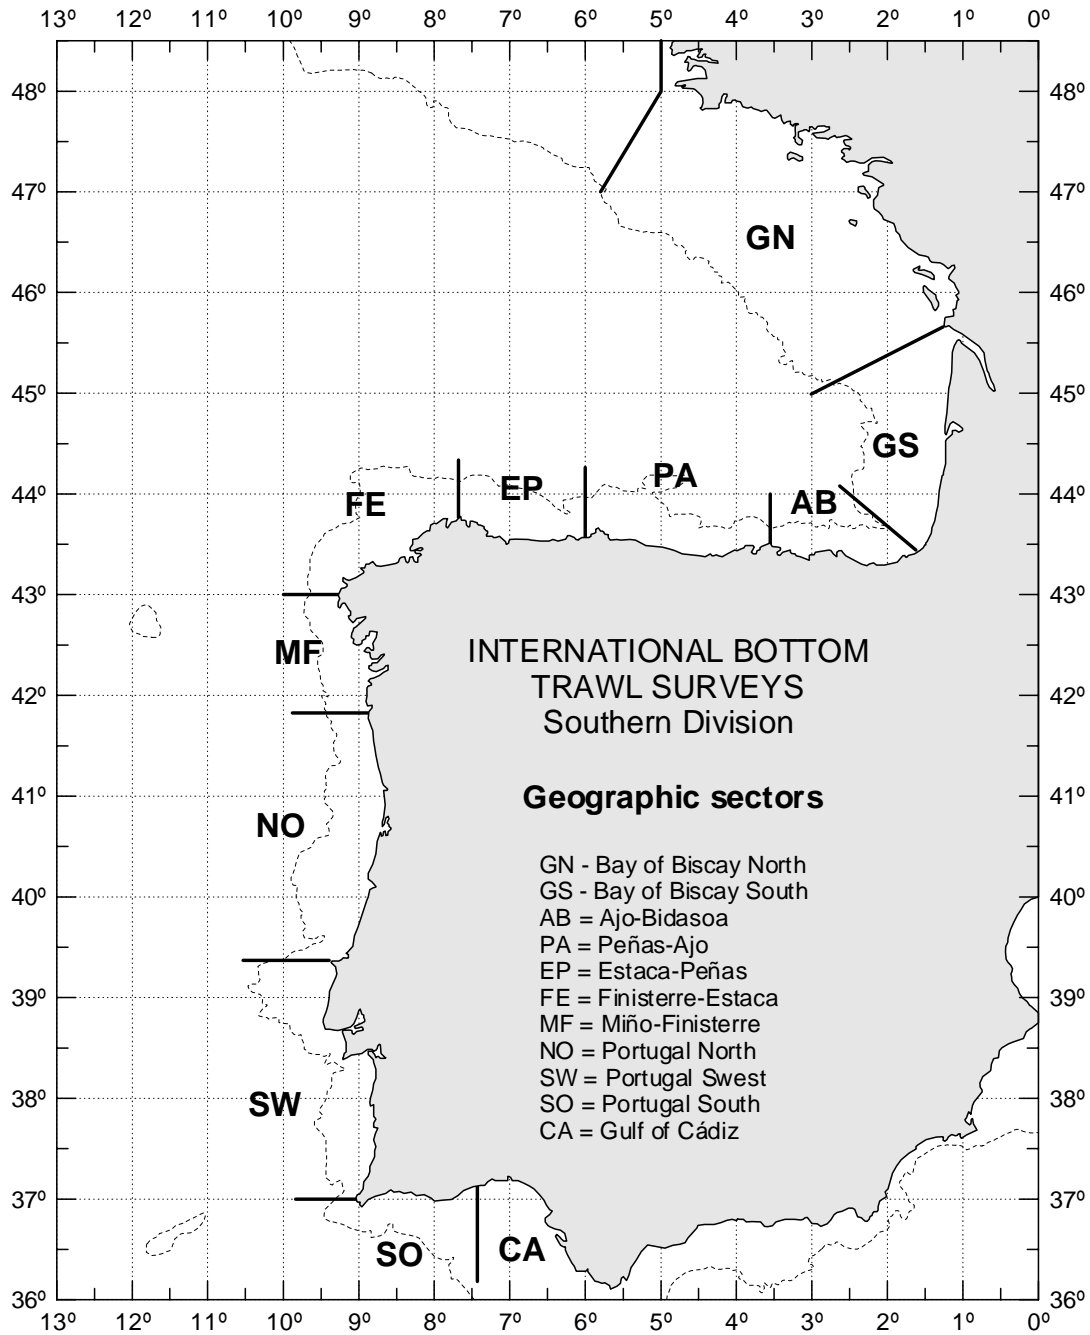 13º 12º 11º 10º 9º 8º 7º 6º 5º 4º 3º 2º 1º 0º
48º 48º
47º 47º
GN
46º 46º
45º 45º
GS
PA
EP
44º FE AB 44º
43º 43º
MF
INTERNATIONAL BOTTOM
TRAWL SURVEYS
Southern Division
42º 42º
Geographic sectors
41º 41º
NO
GN - Bay of Biscay North
GS - Bay of Biscay South
40º 40º
AB = Ajo-Bidasoa
PA = Peñas-Ajo
EP = Estaca-Peñas
FE = Finisterre-Estaca
39º 39º
MF = Miño-Finisterre
NO = Portugal North
SW = Portugal Swest
38º 38º
SW
SO = Portugal South
CA = Gulf of Cádiz
37º 37º
SO CA
36º 36º
13º 12º 11º 10º 9º 8º 7º 6º 5º 4º 3º 2º 1º 0º